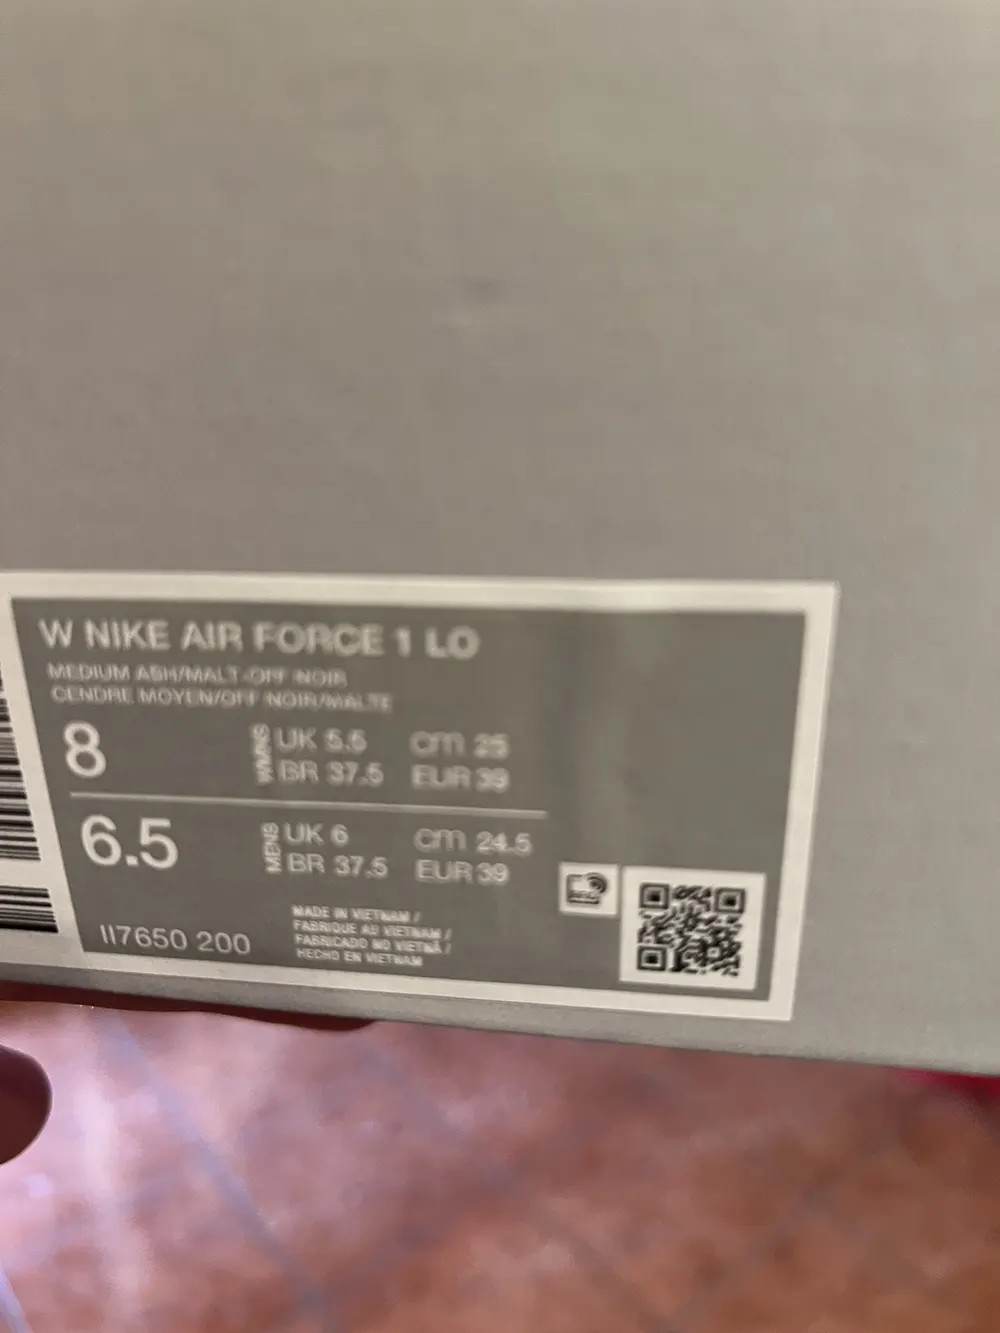 W NIKE AIR FORCE 1 LO
MEDIUM ASH/MALT-OFF NOIR
CENDRE MOYEN/OFF NOIR/MALTE
8
WMNS
UK 5.5
cm 25
BR 37.5
EUR 39
6.5
MENS
UK 6
cm 24.5
BR 37.5
EUR 39
II7650 200
MADE IN VIETNAM /
FABRIQUE AU VIETNAM /
FABRICADO NO VIETNÃ /
HECHO EN VIETNAM